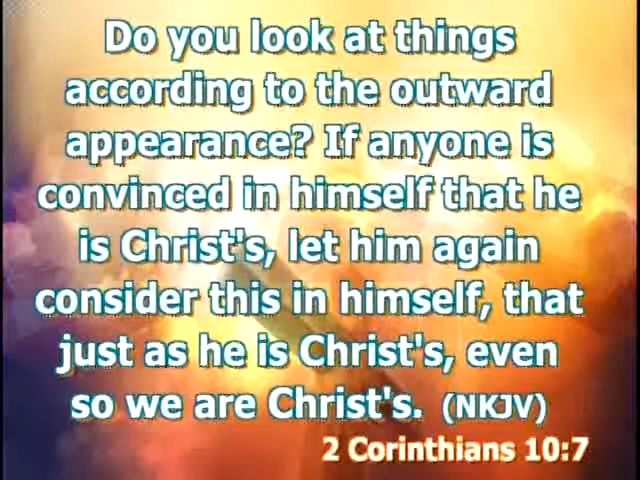 Do you look at things
according to the outward
appearance? If anyone is
convinced in himself that he
is Christ's, let him again
consider this in himself, that
just as he is Christ's, even
so we are Christ's. (NKJV)
2 Corinthians 10:7